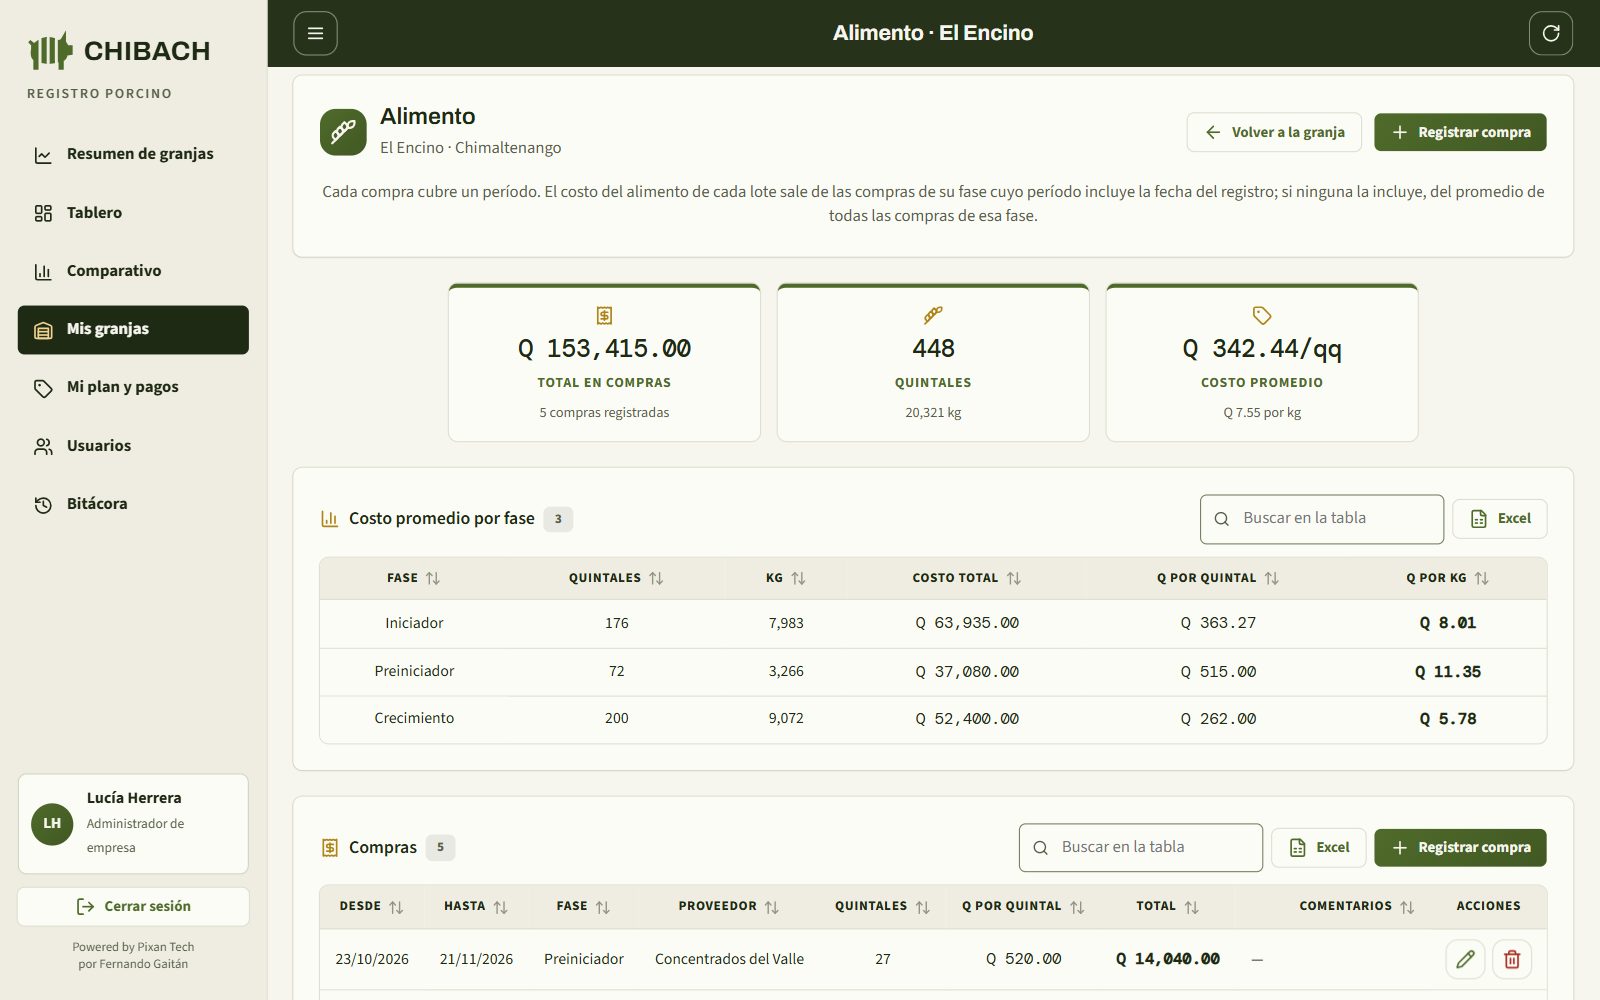 CHIBACH
REGISTRO PORCINO
Resumen de granjas
Tablero
Comparativo
Mis granjas
Mi plan y pagos
Usuarios
Bitácora
LH
Lucía Herrera
Administrador de
empresa
Cerrar sesión
Powered by Pixan Tech
por Fernando Gaitán
Alimento · El Encino
Alimento
El Encino · Chimaltenango
Volver a la granja
Registrar compra
Cada compra cubre un período. El costo del alimento de cada lote sale de las compras de su fase cuyo período incluye la fecha del registro; si ninguna la incluye, del promedio de
todas las compras de esa fase.
Q 153,415.00
TOTAL EN COMPRAS
5 compras registradas
448
QUINTALES
20,321 kg
Q 342.44/qq
COSTO PROMEDIO
Q 7.55 por kg
Costo promedio por fase 3
Buscar en la tabla
Excel
FASE QUINTALES KG COSTO TOTAL Q POR QUINTAL Q POR KG
Iniciador 176 7,983 Q 63,935.00 Q 363.27 Q 8.01
Preiniciador 72 3,266 Q 37,080.00 Q 515.00 Q 11.35
Crecimiento 200 9,072 Q 52,400.00 Q 262.00 Q 5.78
Compras 5
Buscar en la tabla
Excel
Registrar compra
DESDE HASTA FASE PROVEEDOR QUINTALES Q POR QUINTAL TOTAL COMENTARIOS ACCIONES
23/10/2026 21/11/2026 Preiniciador Concentrados del Valle 27 Q 520.00 Q 14,040.00 —